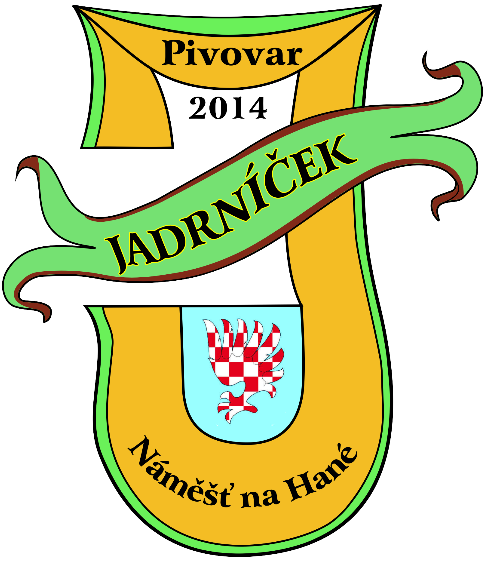 Pivovar
2014
JADRNÍČEK
Náměšť na Hané